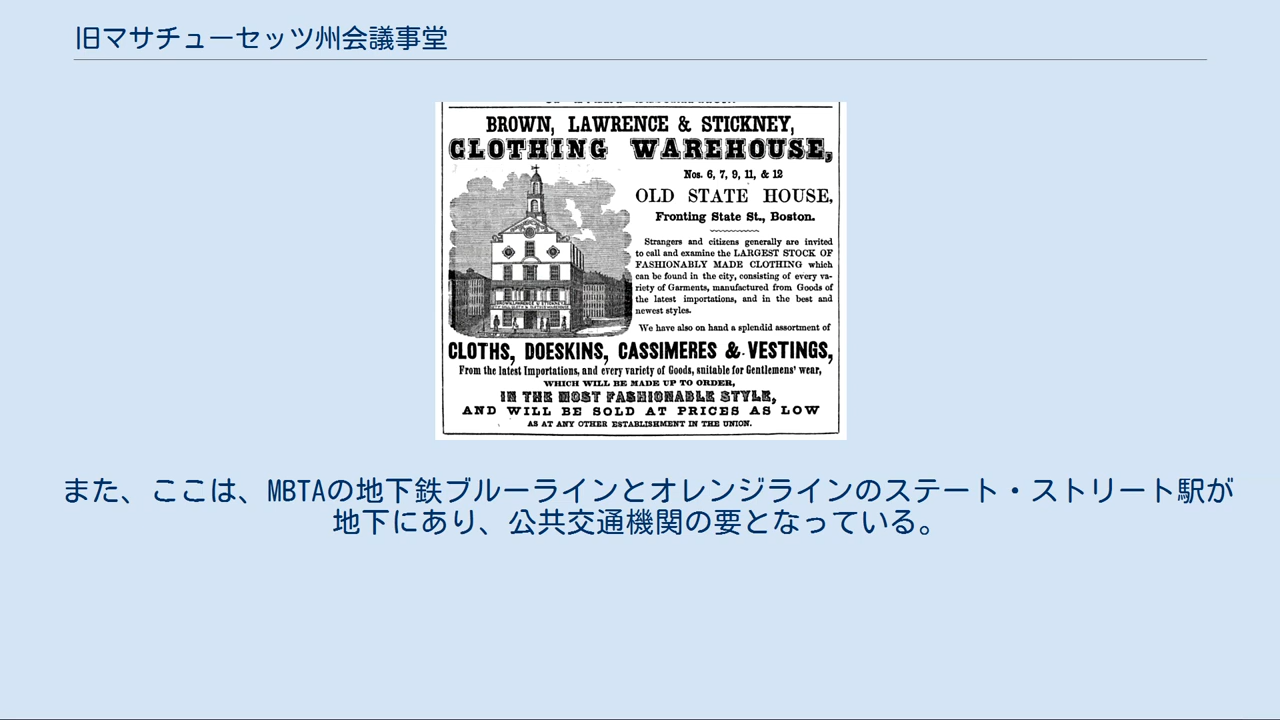 旧マサチューセッツ州会議事堂
BROWN, LAWRENCE & STICKNEY,
CLOTHING WAREHOUSE,
Nos. 6, 7, 9, 11, & 12
OLD STATE HOUSE,
Fronting State St., Boston.
Strangers and citizens generally are invited
to call and examine the LARGEST STOCK OF
FASHIONABLY MADE CLOTHING which
can be found in the city, consisting of every va-
riety of Garments, manufactured from Goods of
the latest importations, and in the best and
newest styles.
We have also on hand a splendid assortment of
CLOTHS, DOESKINS, CASSIMERES & VESTINGS,
From the latest Importations, and every variety of Goods, suitable for Gentlemens' wear,
WHICH WILL BE MADE UP TO ORDER,
IN THE MOST FASHIONABLE STYLE,
AND WILL BE SOLD AT PRICES AS LOW
AS AT ANY OTHER ESTABLISHMENT IN THE UNION.
また、ここは、MBTAの地下鉄ブルーラインとオレンジラインのステート・ストリート駅が
地下にあり、公共交通機関の要となっている。